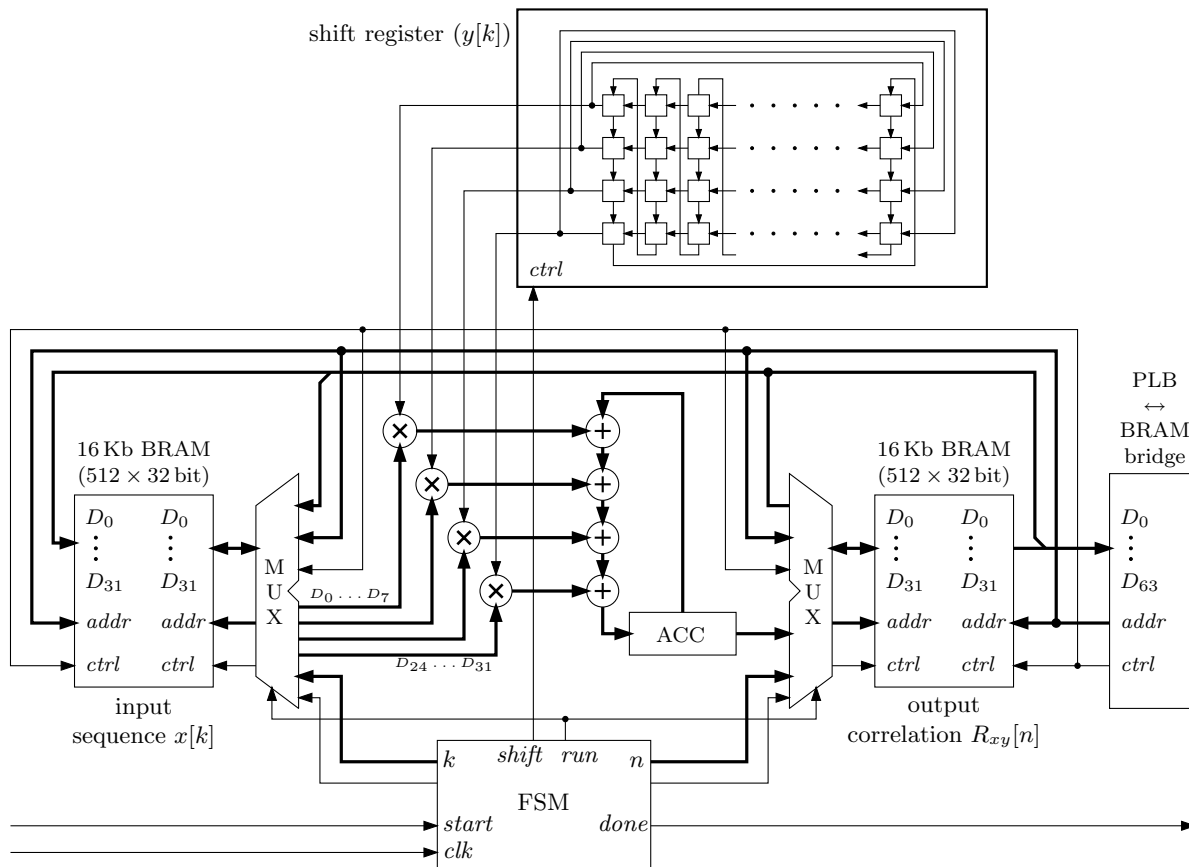 shift register (y[k])
ctrl
PLB
↔
BRAM
bridge
16 Kb BRAM
(512 × 32 bit)
D0 D0
D31 D31
addr addr
ctrl ctrl
input
sequence x[k]
M
U
X
D0 . . . D7
D24 . . . D31
× + 
× +
× +
× +
ACC
M
U
X
16 Kb BRAM
(512 × 32 bit)
D0 D0
D31 D31
addr addr
ctrl ctrl
output
correlation Rxy[n]
D0
D63
addr
ctrl
k shift run n
FSM
start done
clk